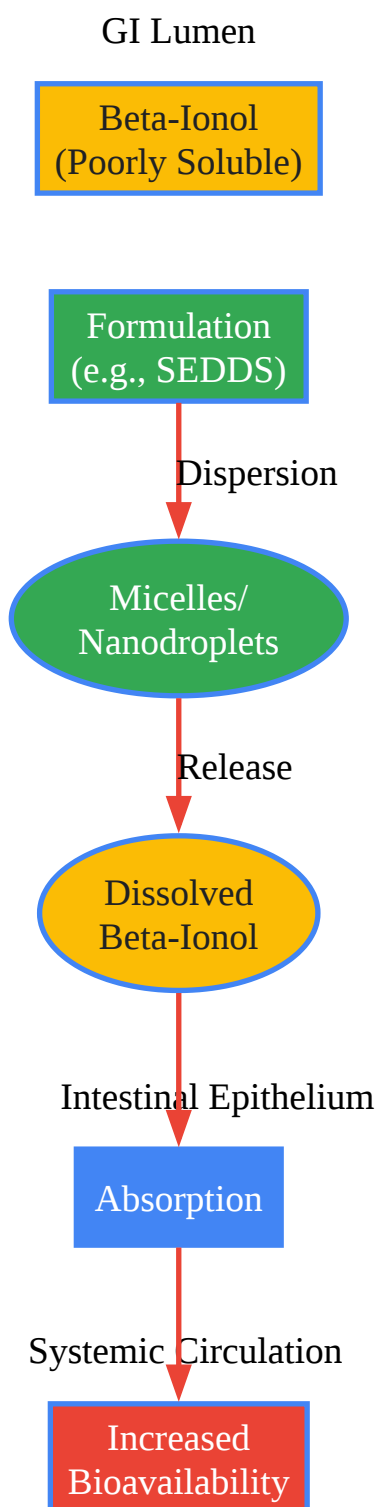 GI Lumen
Beta-Ionol
(Poorly Soluble)
Formulation
(e.g., SEDDS)
Dispersion
Micelles/
Nanodroplets
Release
Dissolved
Beta-Ionol
Intestinal Epithelium
Absorption
Systemic Circulation
Increased
Bioavailability